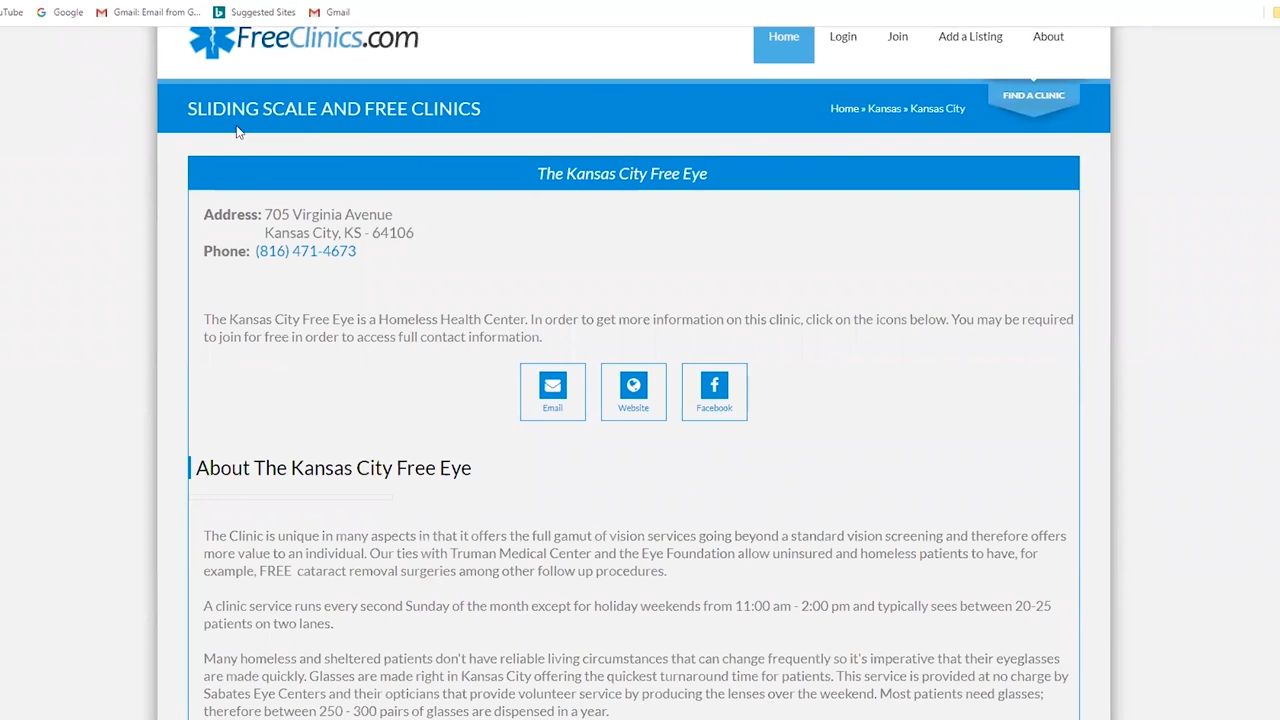 Google
Gmail: Email from G...
Suggested Sites
Gmail
FreeClinics.com
Home
Login
Join
Add a Listing
About
SLIDING SCALE AND FREE CLINICS
Home » Kansas » Kansas City
FIND A CLINIC
The Kansas City Free Eye
Address: 705 Virginia Avenue
Kansas City, KS - 64106
Phone: (816) 471-4673
The Kansas City Free Eye is a Homeless Health Center. In order to get more information on this clinic, click on the icons below. You may be required
to join for free in order to access full contact information.
Email
Website
Facebook
About The Kansas City Free Eye
The Clinic is unique in many aspects in that it offers the full gamut of vision services going beyond a standard vision screening and therefore offers
more value to an individual. Our ties with Truman Medical Center and the Eye Foundation allow uninsured and homeless patients to have, for
example, FREE cataract removal surgeries among other follow up procedures.
A clinic service runs every second Sunday of the month except for holiday weekends from 11:00 am - 2:00 pm and typically sees between 20-25
patients on two lanes.
Many homeless and sheltered patients don't have reliable living circumstances that can change frequently so it's imperative that their eyeglasses
are made quickly. Glasses are made right in Kansas City offering the quickest turnaround time for patients. This service is provided at no charge by
Sabates Eye Centers and their opticians that provide volunteer service by producing the lenses over the weekend. Most patients need glasses;
therefore between 250 - 300 pairs of glasses are dispensed in a year.